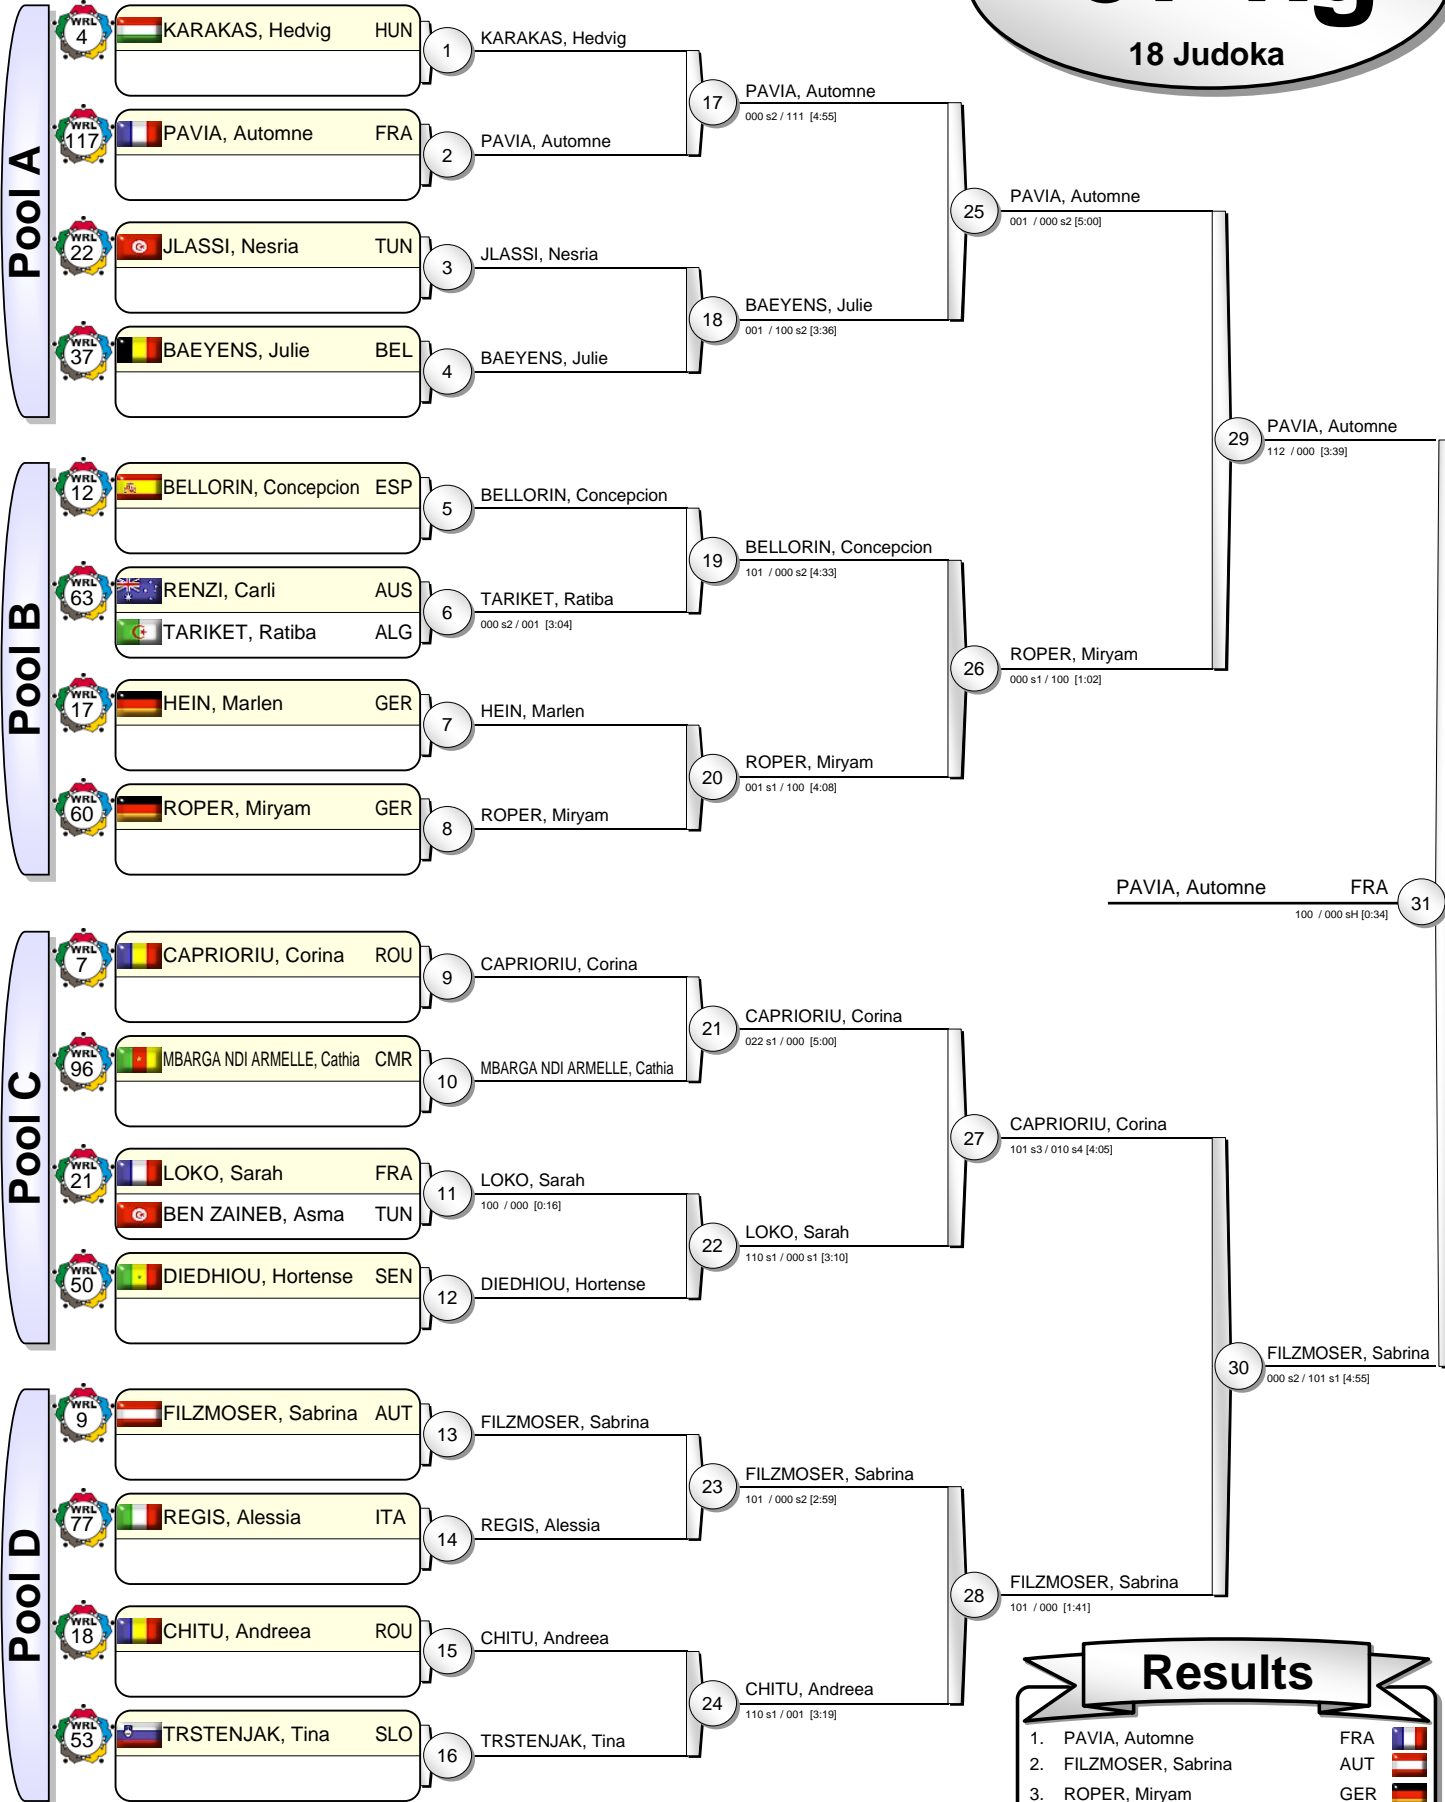 18 Judoka
Pool A
WRL 4 KARAKAS, Hedvig HUN
1 KARAKAS, Hedvig
17 PAVIA, Automne
000 s2 / 111 [4:55]
WRL 117 PAVIA, Automne FRA
2 PAVIA, Automne
25 PAVIA, Automne
001 / 000 s2 [5:00]
WRL 22 JLASSI, Nesria TUN
3 JLASSI, Nesria
18 BAEYENS, Julie
001 / 100 s2 [3:36]
WRL 37 BAEYENS, Julie BEL
4 BAEYENS, Julie
29 PAVIA, Automne
112 / 000 [3:39]
Pool B
WRL 12 BELLORIN, Concepcion ESP
5 BELLORIN, Concepcion
19 BELLORIN, Concepcion
101 / 000 s2 [4:33]
WRL 63 RENZI, Carli AUS
TARIKET, Ratiba ALG
6 TARIKET, Ratiba
000 s2 / 001 [3:04]
26 ROPER, Miryam
000 s1 / 100 [1:02]
WRL 17 HEIN, Marlen GER
7 HEIN, Marlen
20 ROPER, Miryam
001 s1 / 100 [4:08]
WRL 60 ROPER, Miryam GER
8 ROPER, Miryam
PAVIA, Automne FRA 31
100 / 000 sH [0:34]
Pool C
WRL 7 CAPRIORIU, Corina ROU
9 CAPRIORIU, Corina
21 CAPRIORIU, Corina
022 s1 / 000 [5:00]
WRL 96 MBARGA NDI ARMELLE, Cathia CMR
10 MBARGA NDI ARMELLE, Cathia
27 CAPRIORIU, Corina
101 s3 / 010 s4 [4:05]
WRL 21 LOKO, Sarah FRA
BEN ZAINEB, Asma TUN
11 LOKO, Sarah
100 / 000 [0:16]
22 LOKO, Sarah
110 s1 / 000 s1 [3:10]
WRL 50 DIEDHIOU, Hortense SEN
12 DIEDHIOU, Hortense
30 FILZMOSER, Sabrina
000 s2 / 101 s1 [4:55]
Pool D
WRL 9 FILZMOSER, Sabrina AUT
13 FILZMOSER, Sabrina
23 FILZMOSER, Sabrina
101 / 000 s2 [2:59]
WRL 77 REGIS, Alessia ITA
14 REGIS, Alessia
28 FILZMOSER, Sabrina
101 / 000 [1:41]
WRL 18 CHITU, Andreea ROU
15 CHITU, Andreea
24 CHITU, Andreea
110 s1 / 001 [3:19]
WRL 53 TRSTENJAK, Tina SLO
16 TRSTENJAK, Tina
Results
1. PAVIA, Automne FRA
2. FILZMOSER, Sabrina AUT
3. ROPER, Miryam GER